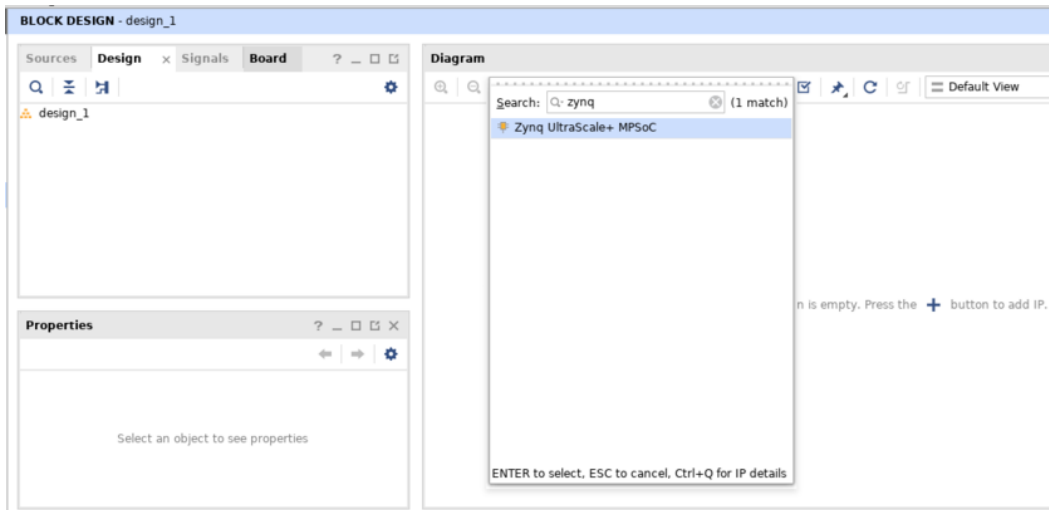 BLOCK DESIGN - design_1
Sources Design × Signals Board ? _
design_1
Properties ? _
Select an object to see properties
Diagram
Default View
Search: zynq (1 match)
Zynq UltraScale+ MPSoC
n is empty. Press the + button to add IP.
ENTER to select, ESC to cancel, Ctrl+Q for IP details